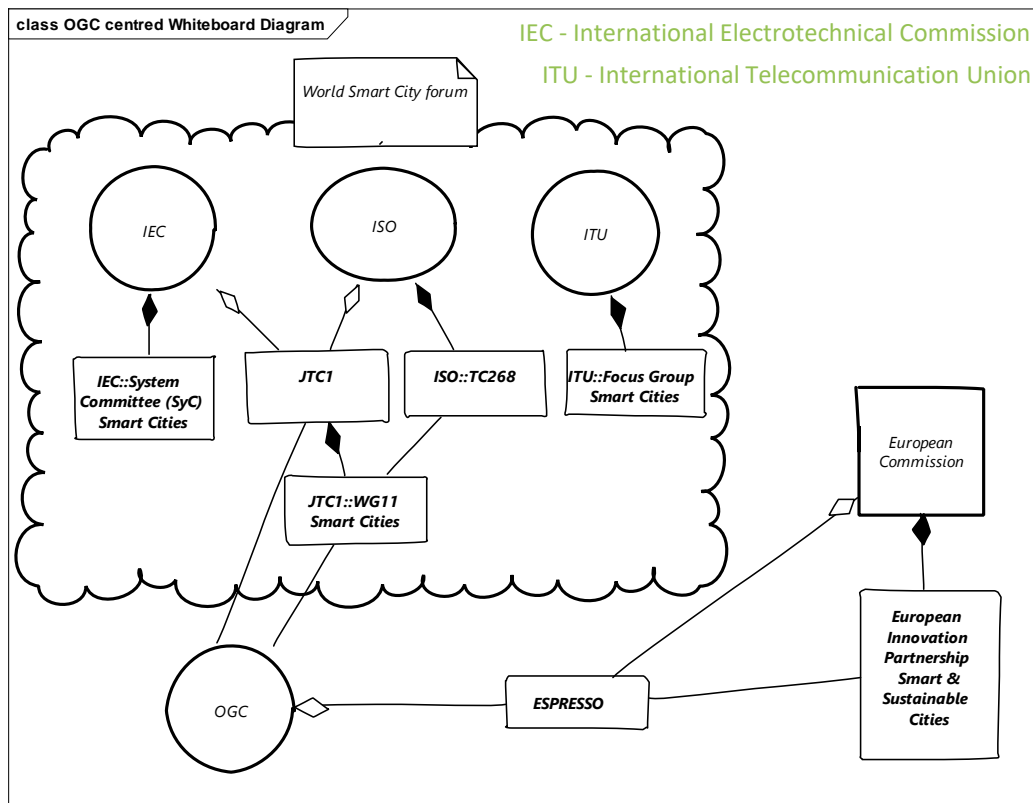 class OGC centred Whiteboard Diagram
IEC - International Electrotechnical Commission
ITU - International Telecommunication Union
World Smart City forum
IEC
ISO
ITU
IEC::System
Committee (SyC)
Smart Cities
JTC1
ISO::TC268
ITU::Focus Group
Smart Cities
JTC1::WG11
Smart Cities
European
Commission
European
Innovation
Partnership
Smart &
Sustainable
Cities
ESPRESSO
OGC